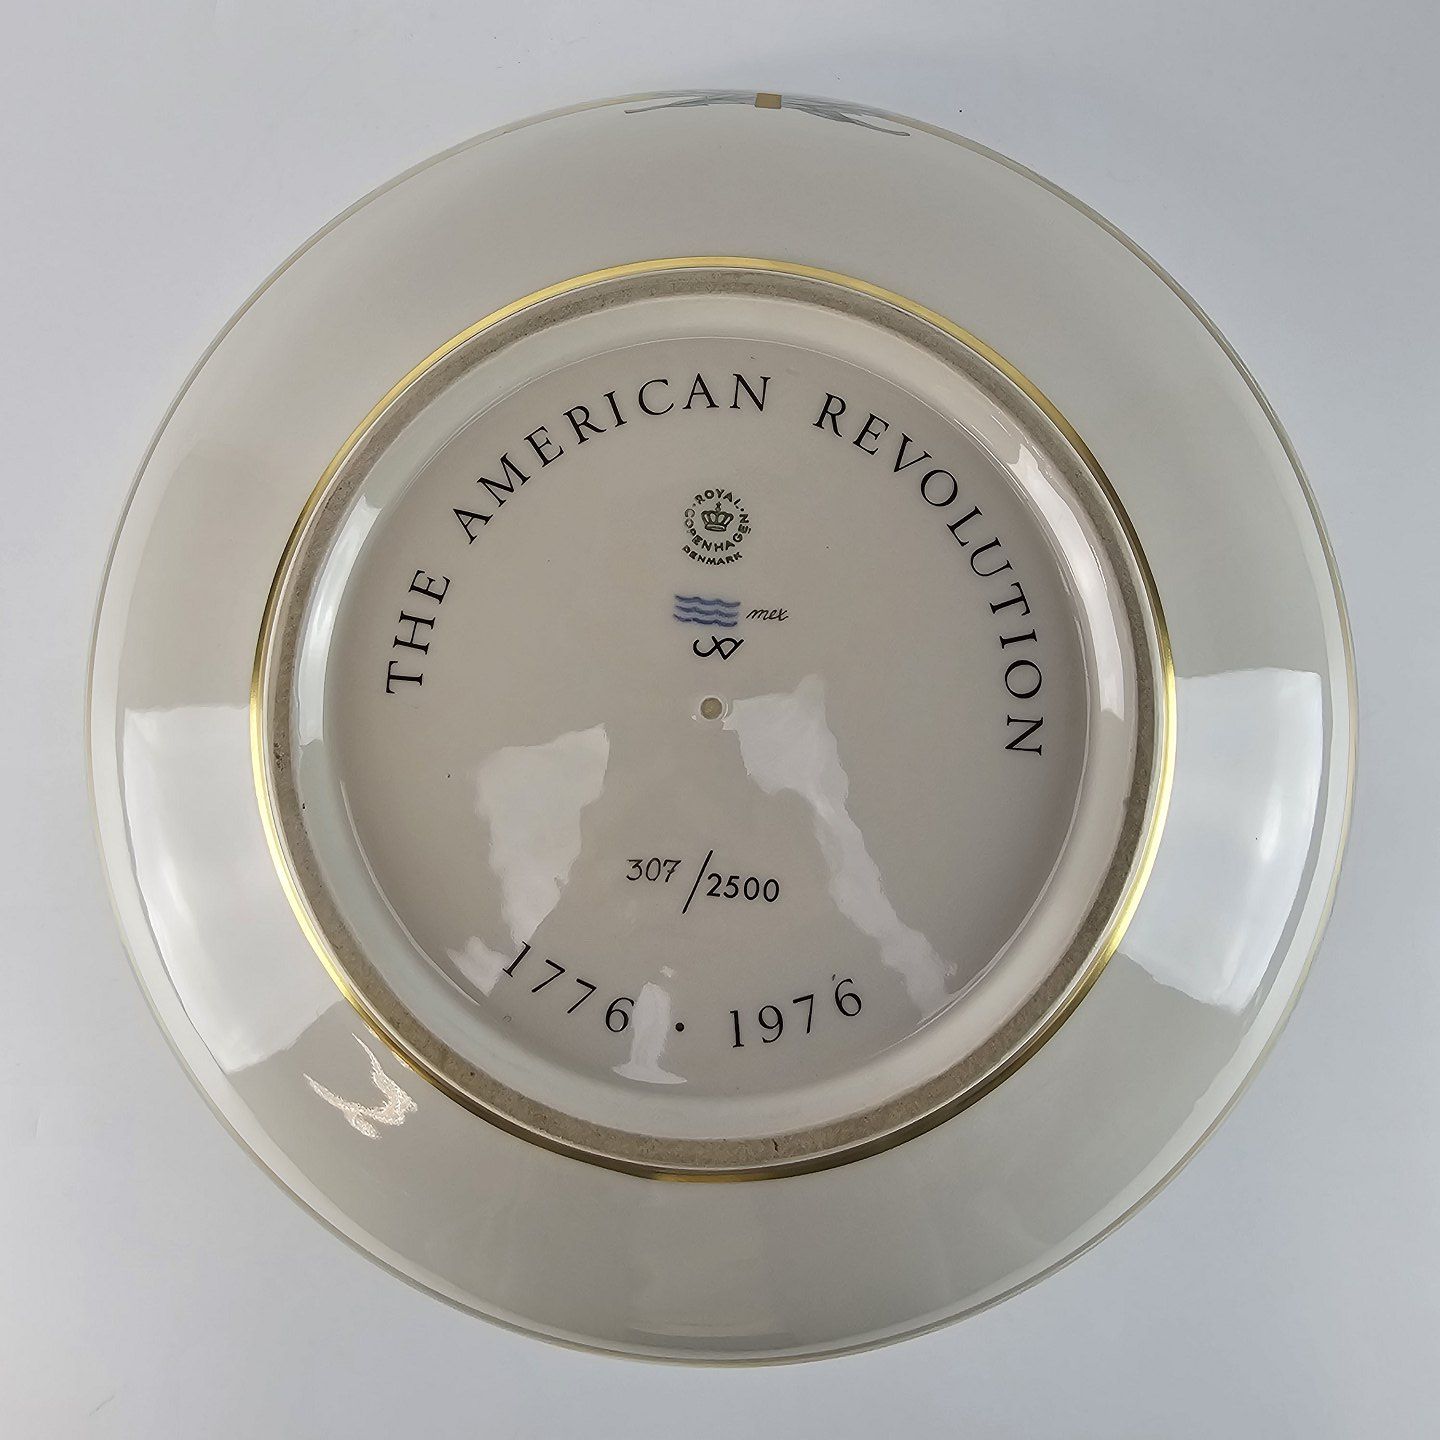 THE AMERICAN REVOLUTION
ROYAL
COPENHAGEN
DENMARK
mex
307/2500
1776 · 1976